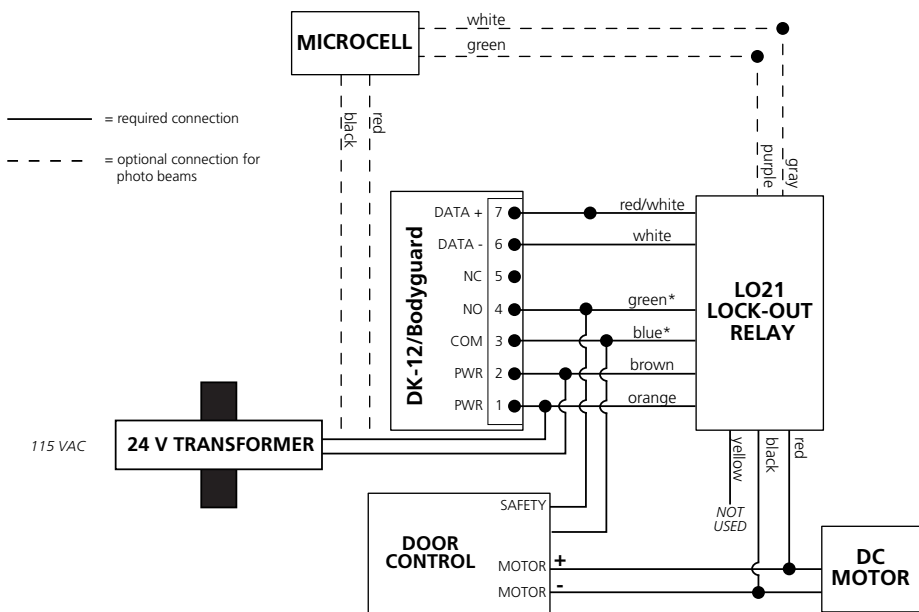 white
MICROCELL
green
= required connection
black
red
= optional connection for
photo beams
purple
gray
DK-12/Bodyguard
DATA + 7
red/white
DATA - 6
white
NC 5
NO 4
green*
COM 3
blue*
PWR 2
brown
PWR 1
orange
LO21
LOCK-OUT
RELAY
115 VAC
24 V TRANSFORMER
yellow
black
red
NOT
USED
SAFETY
DOOR
CONTROL
MOTOR +
MOTOR -
DC
MOTOR